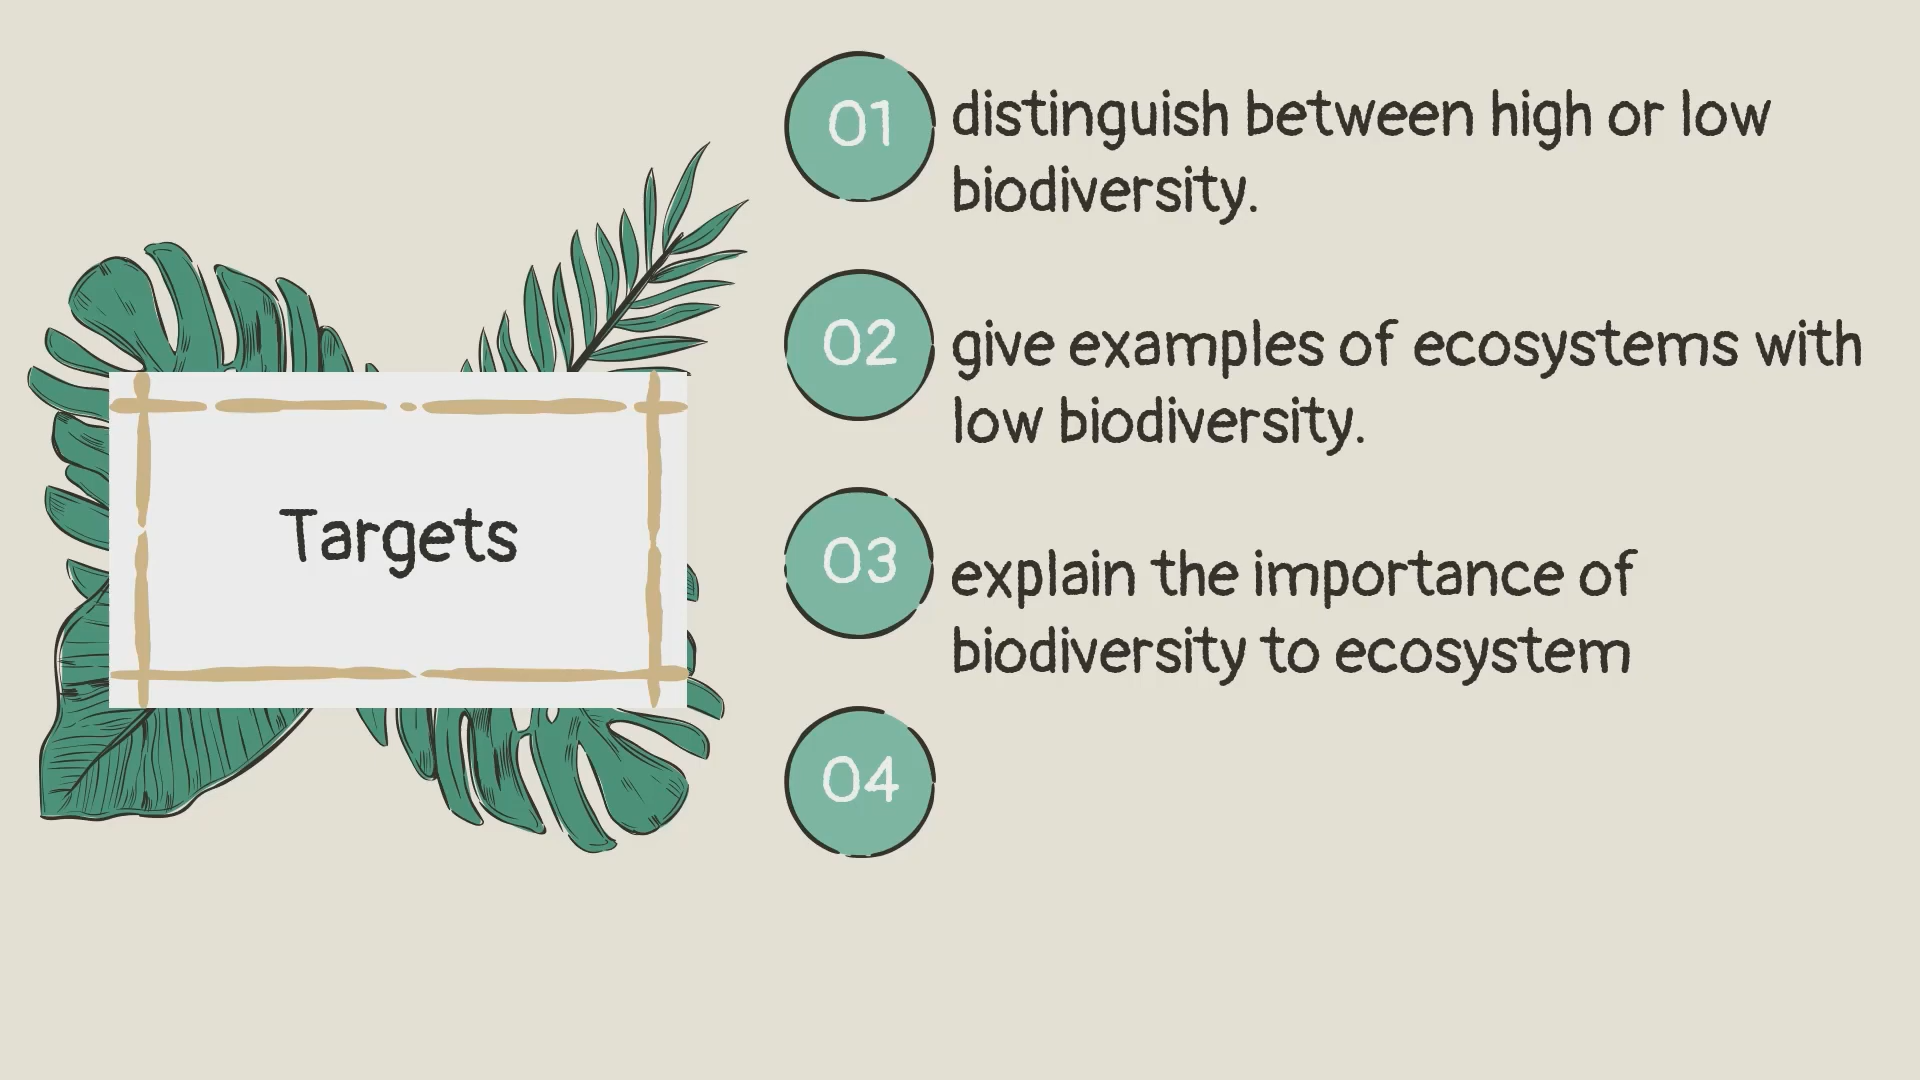 Targets
01
distinguish between high or low
biodiversity.
02
give examples of ecosystems with
low biodiversity.
03
explain the importance of
biodiversity to ecosystem
04